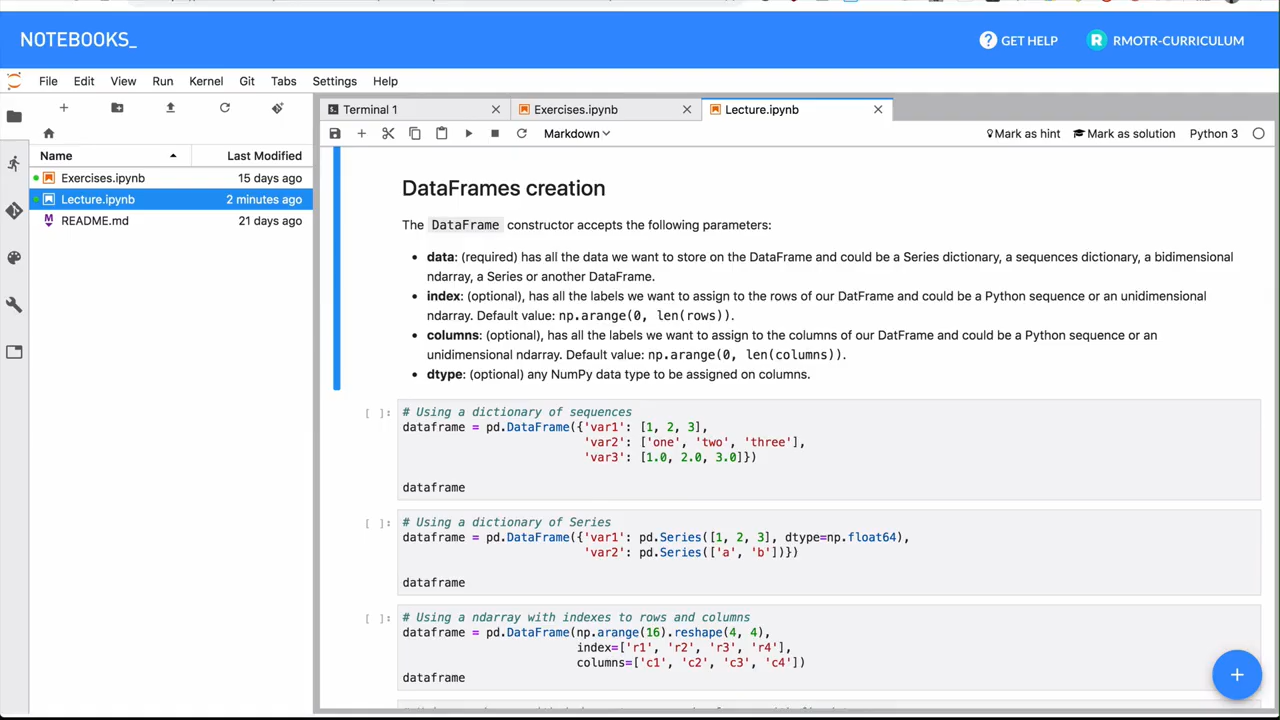 NOTEBOOKS_
GET HELP
R RMOTR-CURRICULUM
File Edit View Run Kernel Git Tabs Settings Help
Terminal 1
Exercises.ipynb
Lecture.ipynb
Markdown
Mark as hint
Mark as solution
Python 3
Name Last Modified
Exercises.ipynb 15 days ago
Lecture.ipynb 2 minutes ago
README.md 21 days ago
DataFrames creation
The DataFrame constructor accepts the following parameters:
• data: (required) has all the data we want to store on the DataFrame and could be a Series dictionary, a sequences dictionary, a bidimensional
ndarray, a Series or another DataFrame.
• index: (optional), has all the labels we want to assign to the rows of our DatFrame and could be a Python sequence or an unidimensional
ndarray. Default value: np.arange(0, len(rows)).
• columns: (optional), has all the labels we want to assign to the columns of our DatFrame and could be a Python sequence or an
unidimensional ndarray. Default value: np.arange(0, len(columns)).
• dtype: (optional) any NumPy data type to be assigned on columns.
[ ]: # Using a dictionary of sequences
dataframe = pd.DataFrame({'var1': [1, 2, 3],
'var2': ['one', 'two', 'three'],
'var3': [1.0, 2.0, 3.0]})
dataframe
[ ]: # Using a dictionary of Series
dataframe = pd.DataFrame({'var1': pd.Series([1, 2, 3], dtype=np.float64),
'var2': pd.Series(['a', 'b'])})
dataframe
[ ]: # Using a ndarray with indexes to rows and columns
dataframe = pd.DataFrame(np.arange(16).reshape(4, 4),
index=['r1', 'r2', 'r3', 'r4'],
columns=['c1', 'c2', 'c3', 'c4'])
dataframe